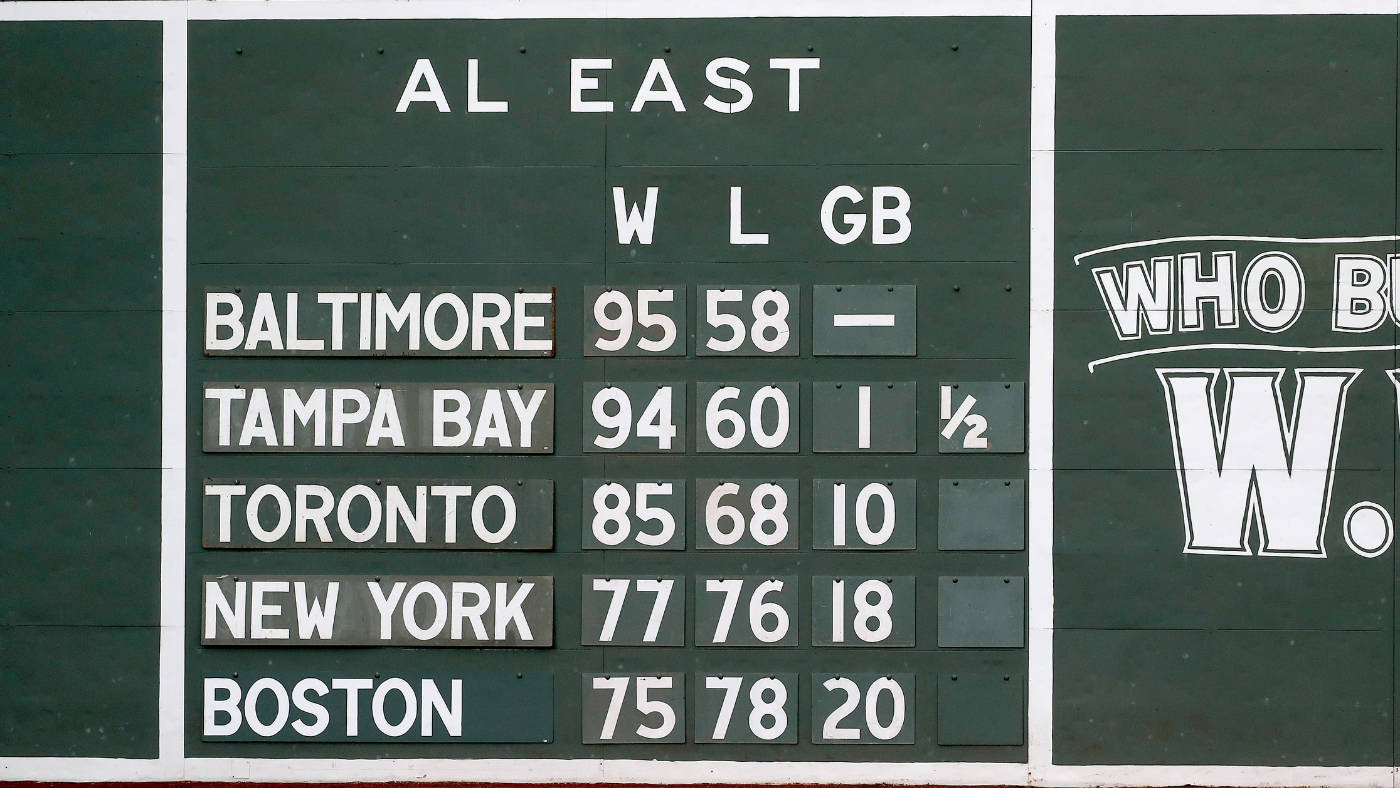 AL EAST
W L GB
BALTIMORE 95 58 —
TAMPA BAY 94 60 1 1/2
TORONTO 85 68 10
NEW YORK 77 76 18
BOSTON 75 78 20
WHO
W.